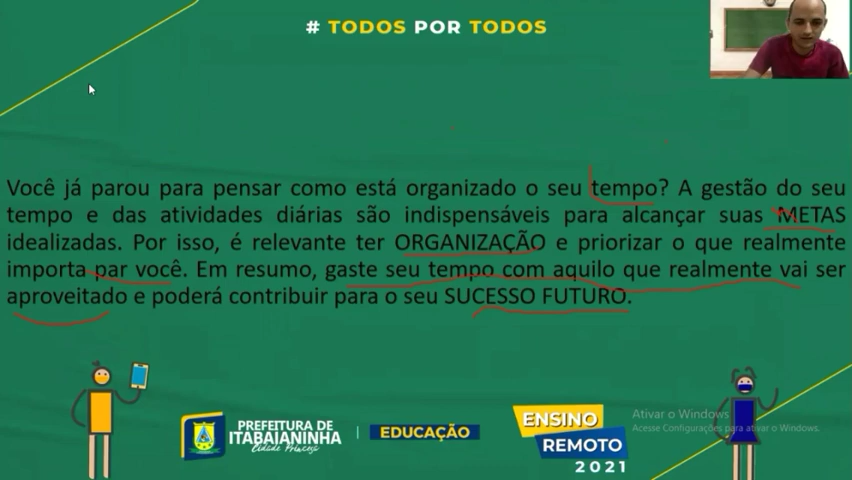 # TODOS POR TODOS
Você já parou para pensar como está organizado o seu tempo? A gestão do seu
tempo e das atividades diárias são indispensáveis para alcançar suas METAS
idealizadas. Por isso, é relevante ter ORGANIZAÇÃO e priorizar o que realmente
importa par você. Em resumo, gaste seu tempo com aquilo que realmente vai ser
aproveitado e poderá contribuir para o seu SUCESSO FUTURO.
PREFEITURA DE
ITABAIANINHA
Cidade Princesa
EDUCAÇÃO
ENSINO
REMOTO
2021
Ativar o Windows
Acesse Configurações para ativar o Windows.